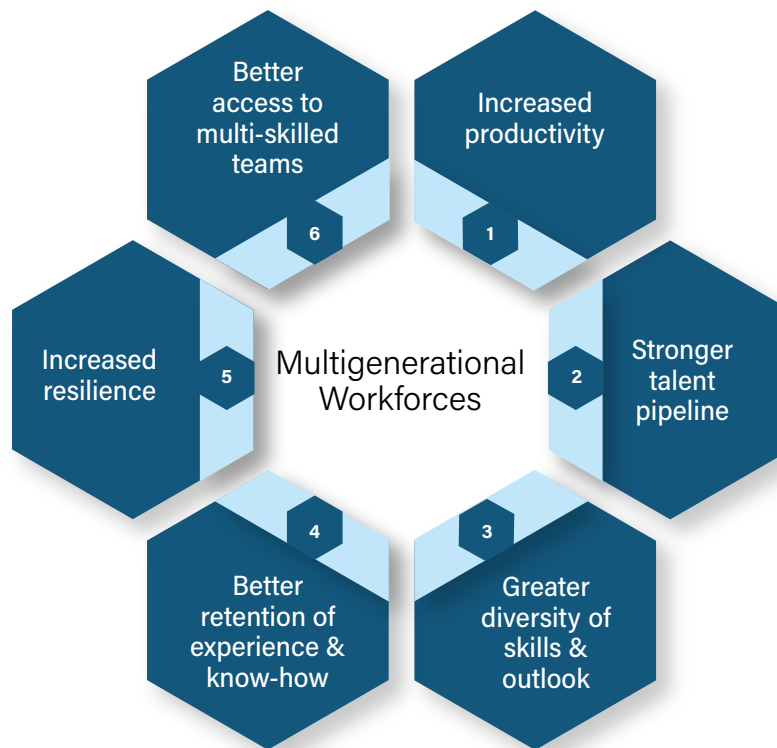 Multigenerational
Workforces
1
Increased
productivity
2
Stronger
talent
pipeline
3
Greater
diversity of
skills &
outlook
4
Better
retention of
experience &
know-how
5
Increased
resilience
6
Better
access to
multi-skilled
teams